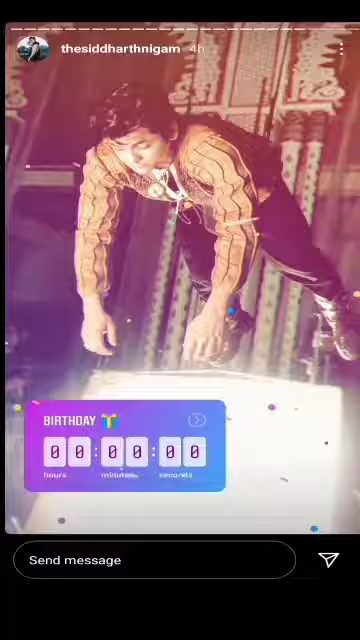 thesiddharthnigam 4h
BIRTHDAY
00:00:00
hours minutes seconds
Send message